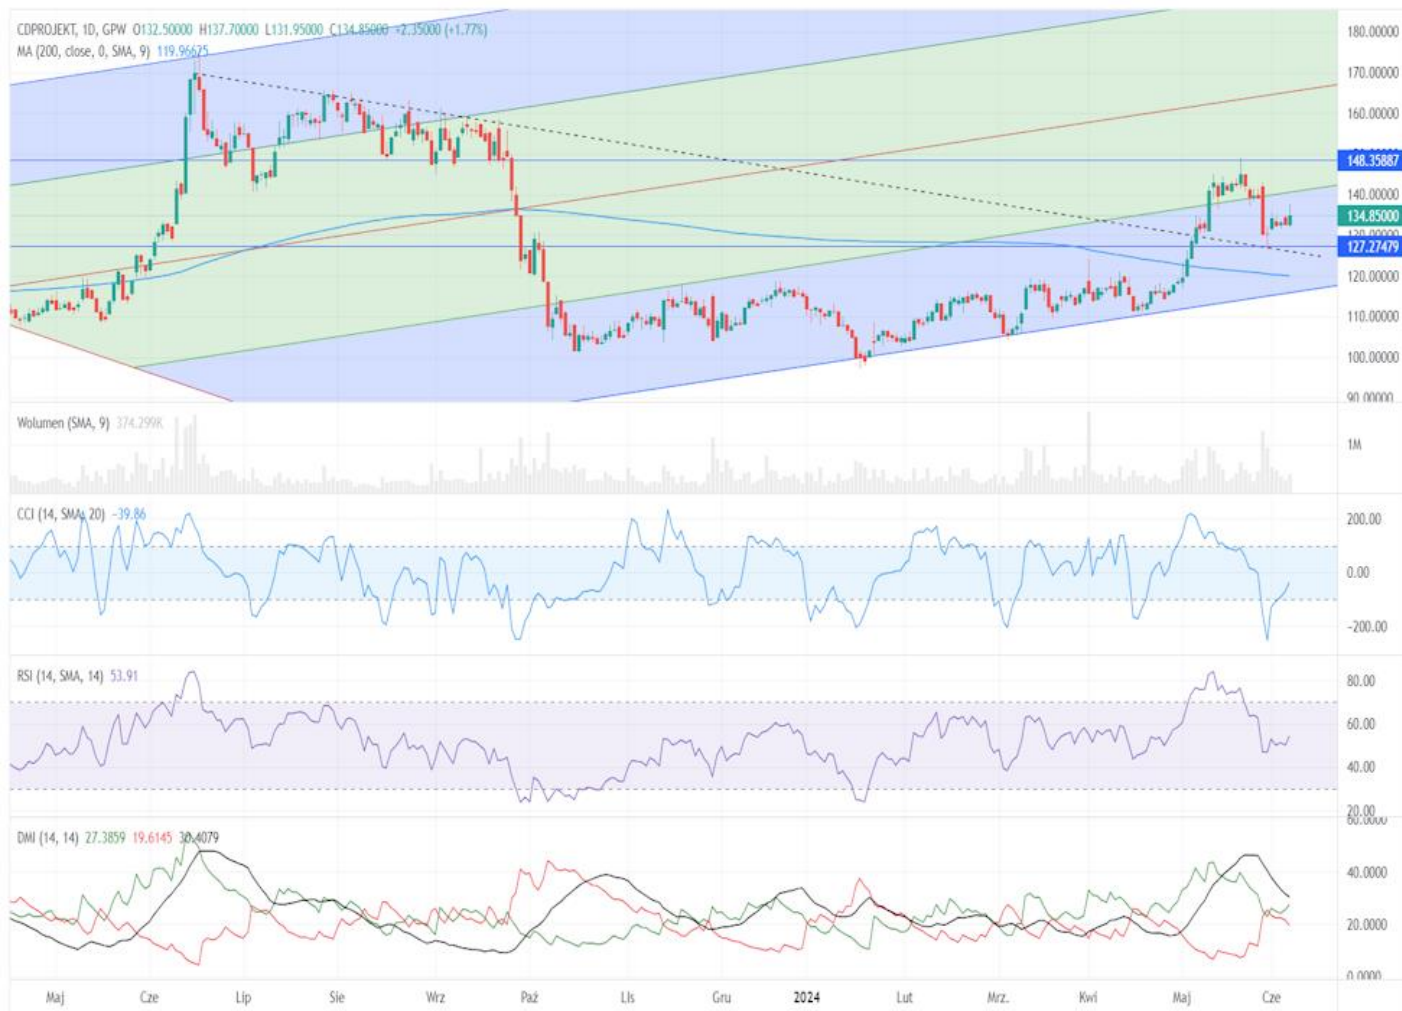 CDPROJEKT, 1D, GPW O132.50000 H137.70000 L131.95000 C134.85000 +2.35000 (+1.77%)
MA (200, close, 0, SMA, 9) 119.96625
180.00000
170.00000
160.00000
148.35887
140.00000
134.85000
130.00000
127.27479
120.00000
110.00000
100.00000
90.00000
Wolumen (SMA, 9) 374.299K
1M
CCI (14, SMA, 20) -39.86
200.00
0.00
-200.00
RSI (14, SMA, 14) 53.91
80.00
60.00
40.00
20.00
DMI (14, 14) 27.3859 19.6145 30.4079
60.0000
40.0000
20.0000
0.0000
Maj Cze Lip Sie Wrz Paź Lis Gru 2024 Lut Mrz. Kwi Maj Cze